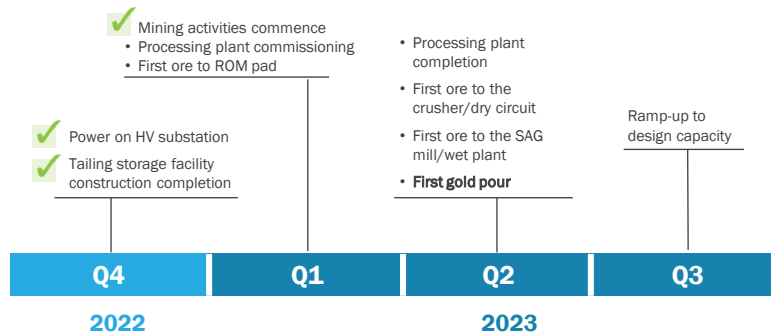 Mining activities commence
• Processing plant commissioning
• First ore to ROM pad
Power on HV substation
Tailing storage facility
construction completion
• Processing plant
completion
• First ore to the
crusher/dry circuit
• First ore to the SAG
mill/wet plant
• First gold pour
Ramp-up to
design capacity
Q4
Q1
Q2
Q3
2022
2023